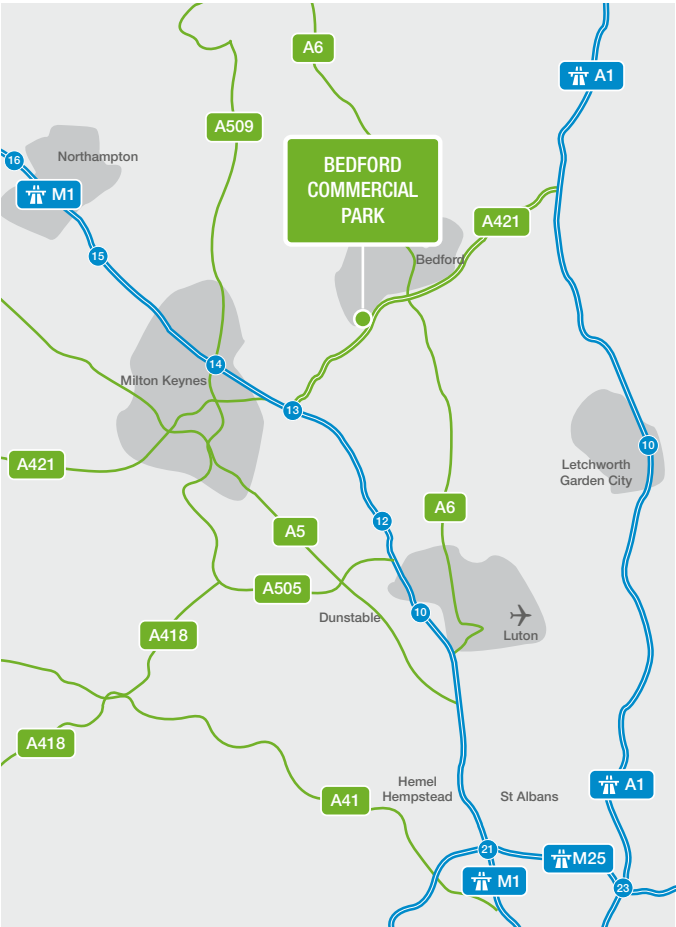 A6
A1
A509
Northampton
16
M1
BEDFORD
COMMERCIAL
PARK
A421
15
Bedford
14
Milton Keynes
13
10
A421
Letchworth
Garden City
A6
12
A5
A505
10
Dunstable
Luton
A418
A418
Hemel
Hempstead
St Albans
A1
A41
21
M25
M1
23